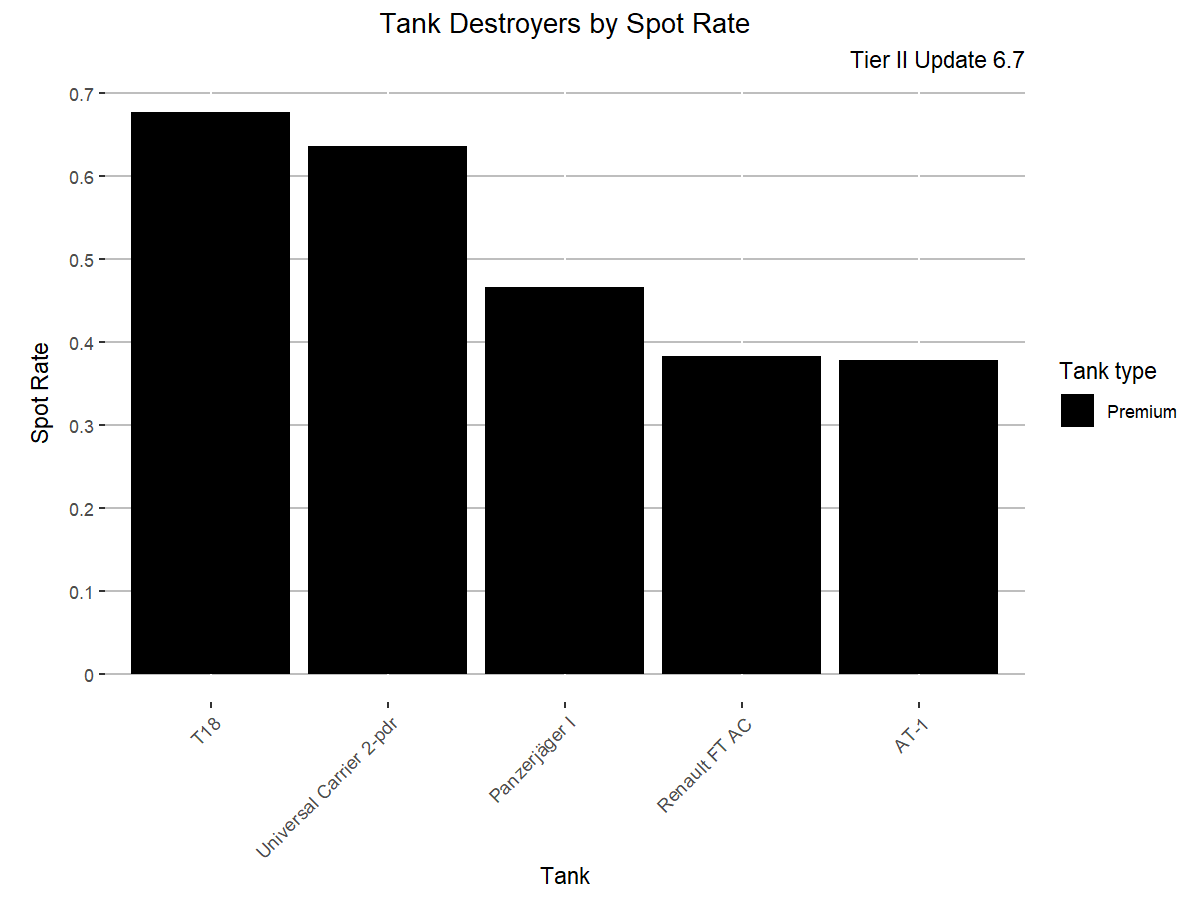 Tank Destroyers by Spot Rate
Tier II Update 6.7
Spot Rate
0.7
0.6
0.5
0.4
0.3
0.2
0.1
0
T18
Universal Carrier 2-pdr
Panzerjäger I
Renault FT AC
AT-1
Tank
Tank type
Premium